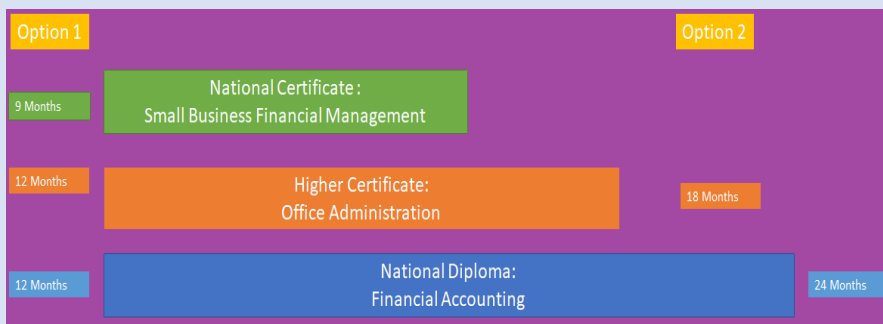 Option 1
Option 2
National Certificate :
Small Business Financial Management
9 Months
12 Months
Higher Certificate:
Office Administration
18 Months
National Diploma:
Financial Accounting
12 Months
24 Months